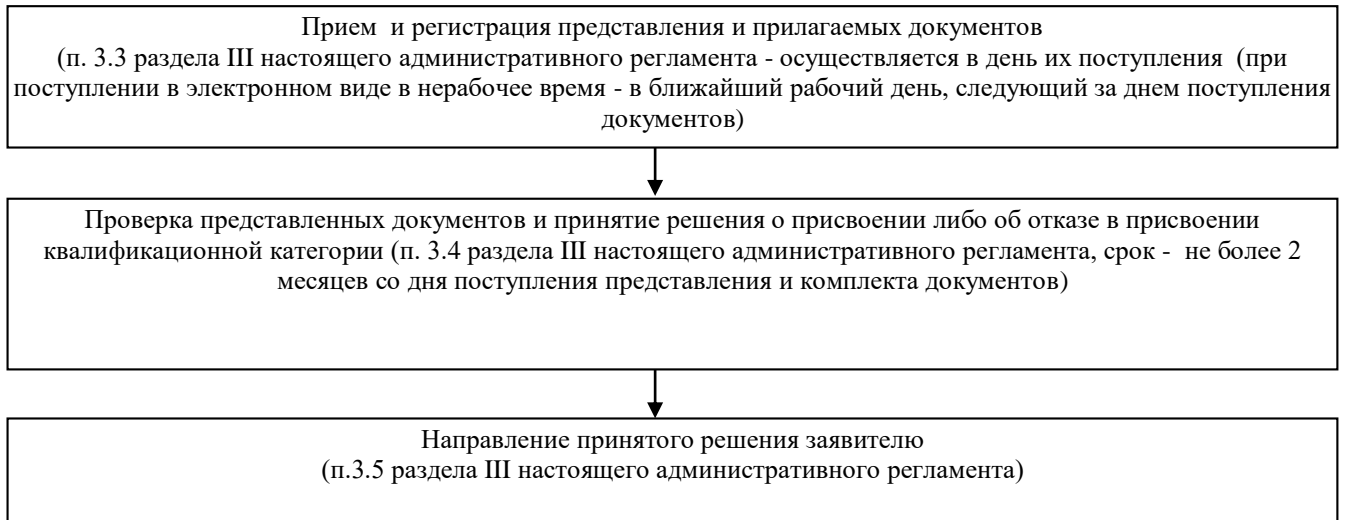 Прием  и регистрация представления и прилагаемых документов
(п. 3.3 раздела III настоящего административного регламента - осуществляется в день их поступления  (при
поступлении в электронном виде в нерабочее время - в ближайший рабочий день, следующий за днем поступления
документов)
Проверка представленных документов и принятие решения о присвоении либо об отказе в присвоении
квалификационной категории (п. 3.4 раздела III настоящего административного регламента, срок -  не более 2
месяцев со дня поступления представления и комплекта документов)
Направление принятого решения заявителю
(п.3.5 раздела III настоящего административного регламента)